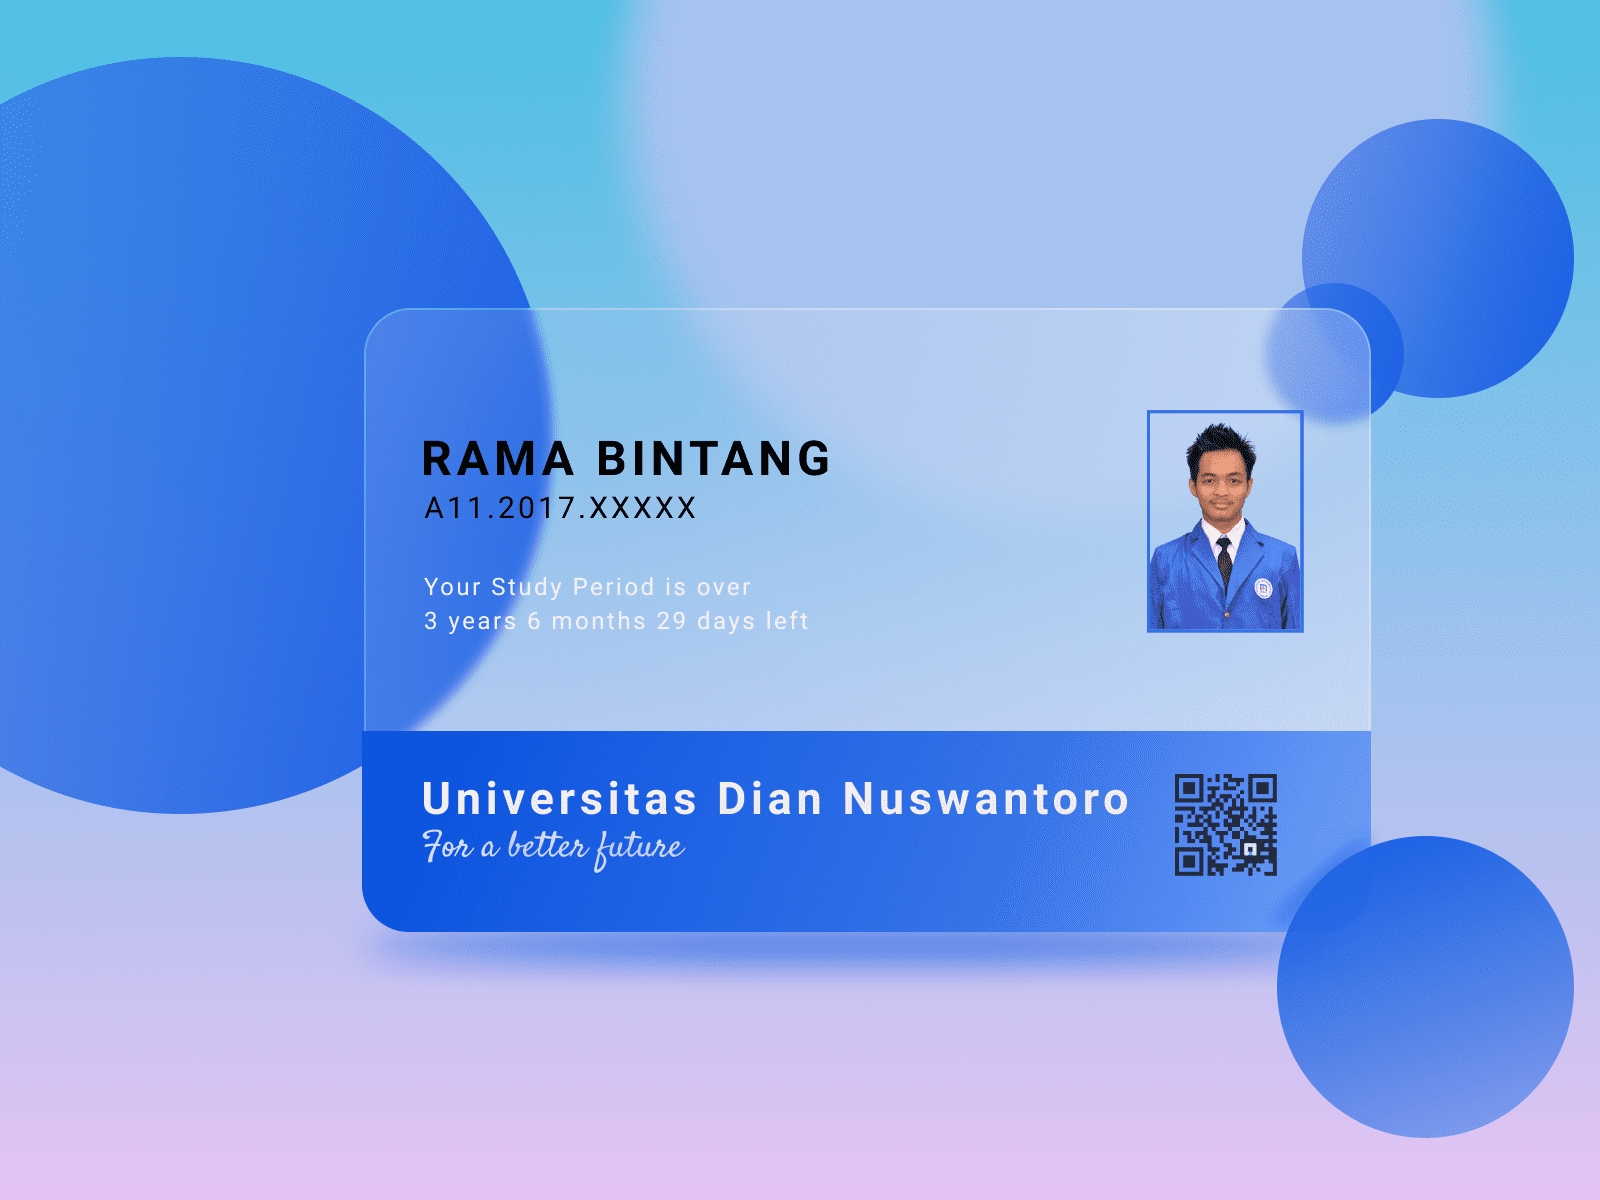 RAMA BINTANG
A11.2017.XXXXX
Your Study Period is over
3 years 6 months 29 days left
Universitas Dian Nuswantoro
For a better future